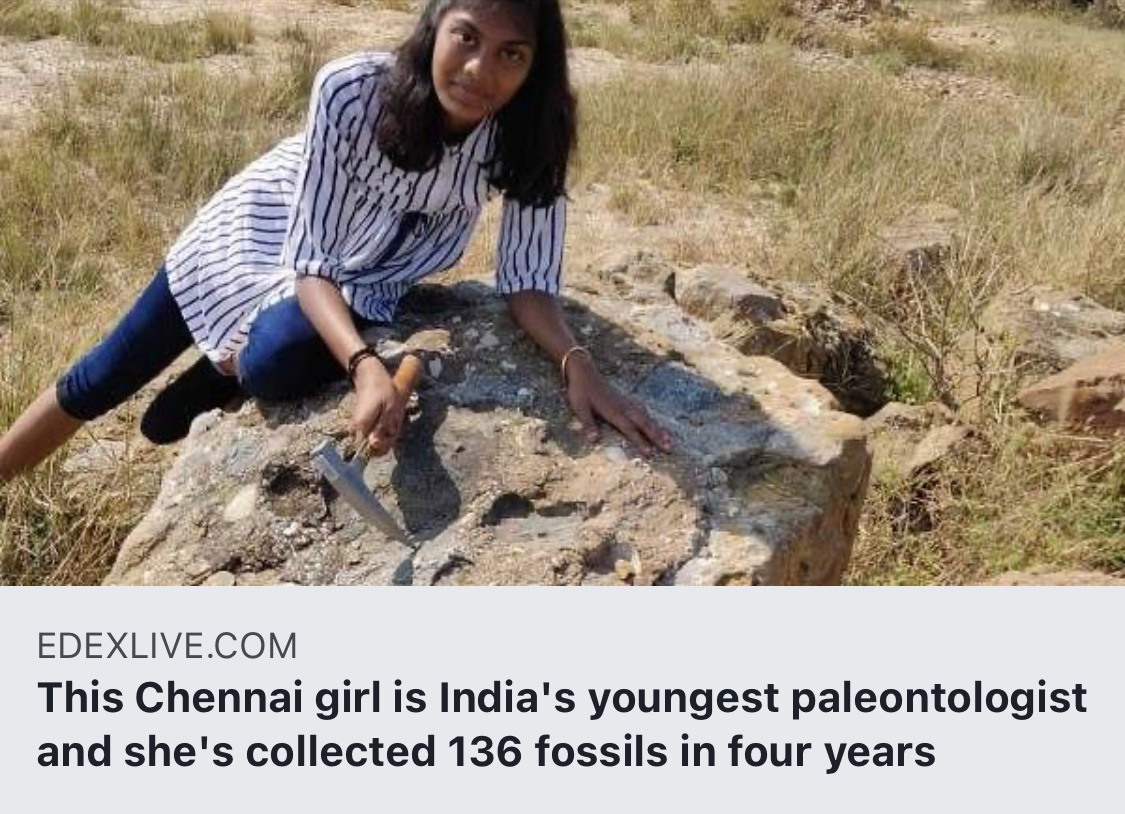 EDEXLIVE.COM
This Chennai girl is India's youngest paleontologist
and she's collected 136 fossils in four years